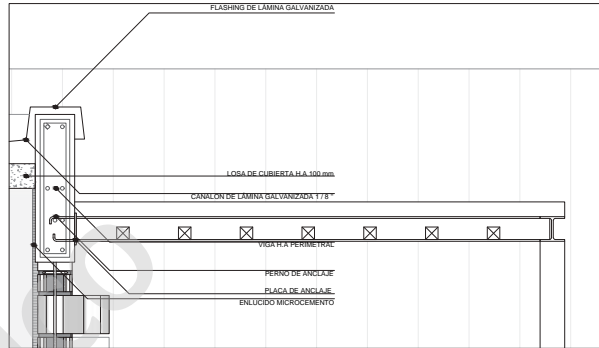 FLASHING DE LÁMINA GALVANIZADA
LOSA DE CUBIERTA H.A 100 mm
CANALÓN DE LÁMINA GALVANIZADA 1 / 8 "
VIGA H.A PERIMETRAL
PERNO DE ANCLAJE
PLACA DE ANCLAJE
ENLUCIDO MICROCEMENTO